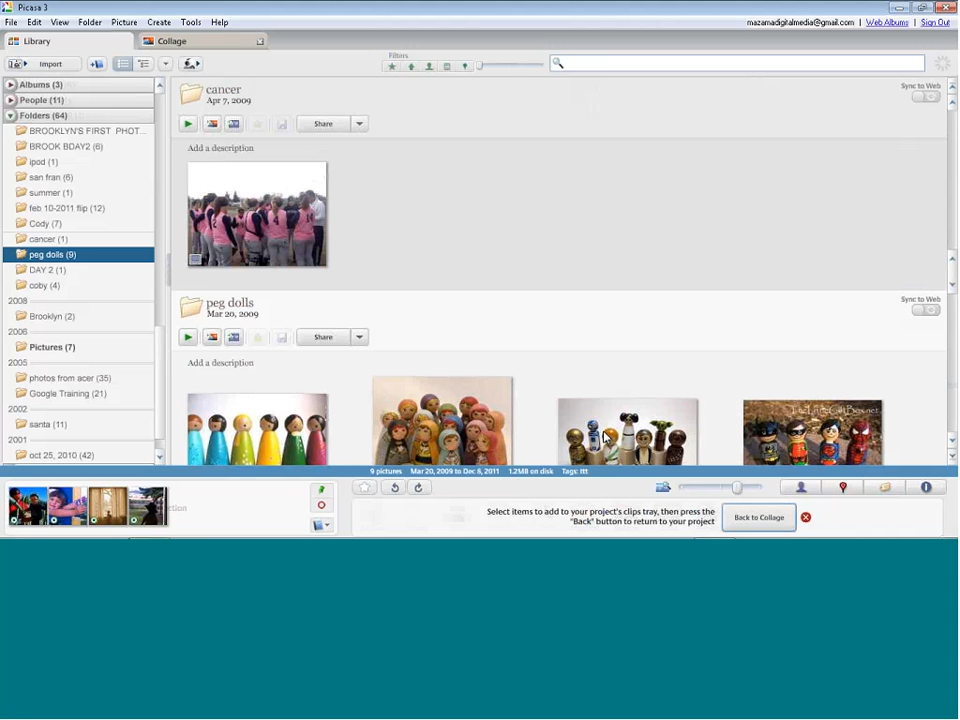 Picasa 3
File Edit View Folder Picture Create Tools Help
mazamadigitalmedia@gmail.com Web Albums Sign Out
Library Collage
Import
Filters
Albums (3)
People (11)
Folders (64)
BROOKLYN'S FIRST PHOT...
BROOK BDAY2 (6)
ipod (1)
san fran (6)
summer (1)
feb 10-2011 flip (12)
Cody (7)
cancer (1)
peg dolls (9)
DAY 2 (1)
coby (4)
2008
Brooklyn (2)
2006
Pictures (7)
2005
photos from acer (35)
Google Training (21)
2002
santa (11)
2001
oct 25, 2010 (42)
cancer
Apr 7, 2009
Sync to Web
Share
Add a description
peg dolls
Mar 20, 2009
Sync to Web
Share
Add a description
9 pictures Mar 20, 2009 to Dec 8, 2011 1.2MB on disk Tags: ttt
Select items to add to your project's clips tray, then press the
"Back" button to return to your project
Back to Collage